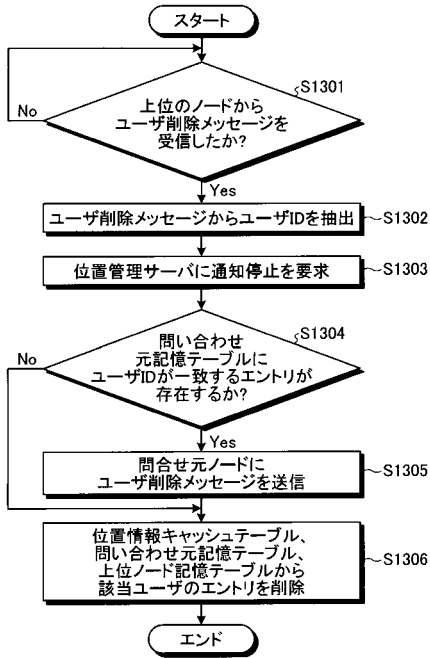 スタート
S1301
No
上位のノードから
ユーザ削除メッセージを
受信したか?
Yes
ユーザ削除メッセージからユーザIDを抽出
S1302
位置管理サーバに通知停止を要求
S1303
S1304
No
問い合わせ
元記憶テーブルに
ユーザIDが一致するエントリが
存在するか?
Yes
問合せ元ノードに
ユーザ削除メッセージを送信
S1305
位置情報キャッシュテーブル、
問い合わせ元記憶テーブル、
上位ノード記憶テーブルから
該当ユーザのエントリを削除
S1306
エンド